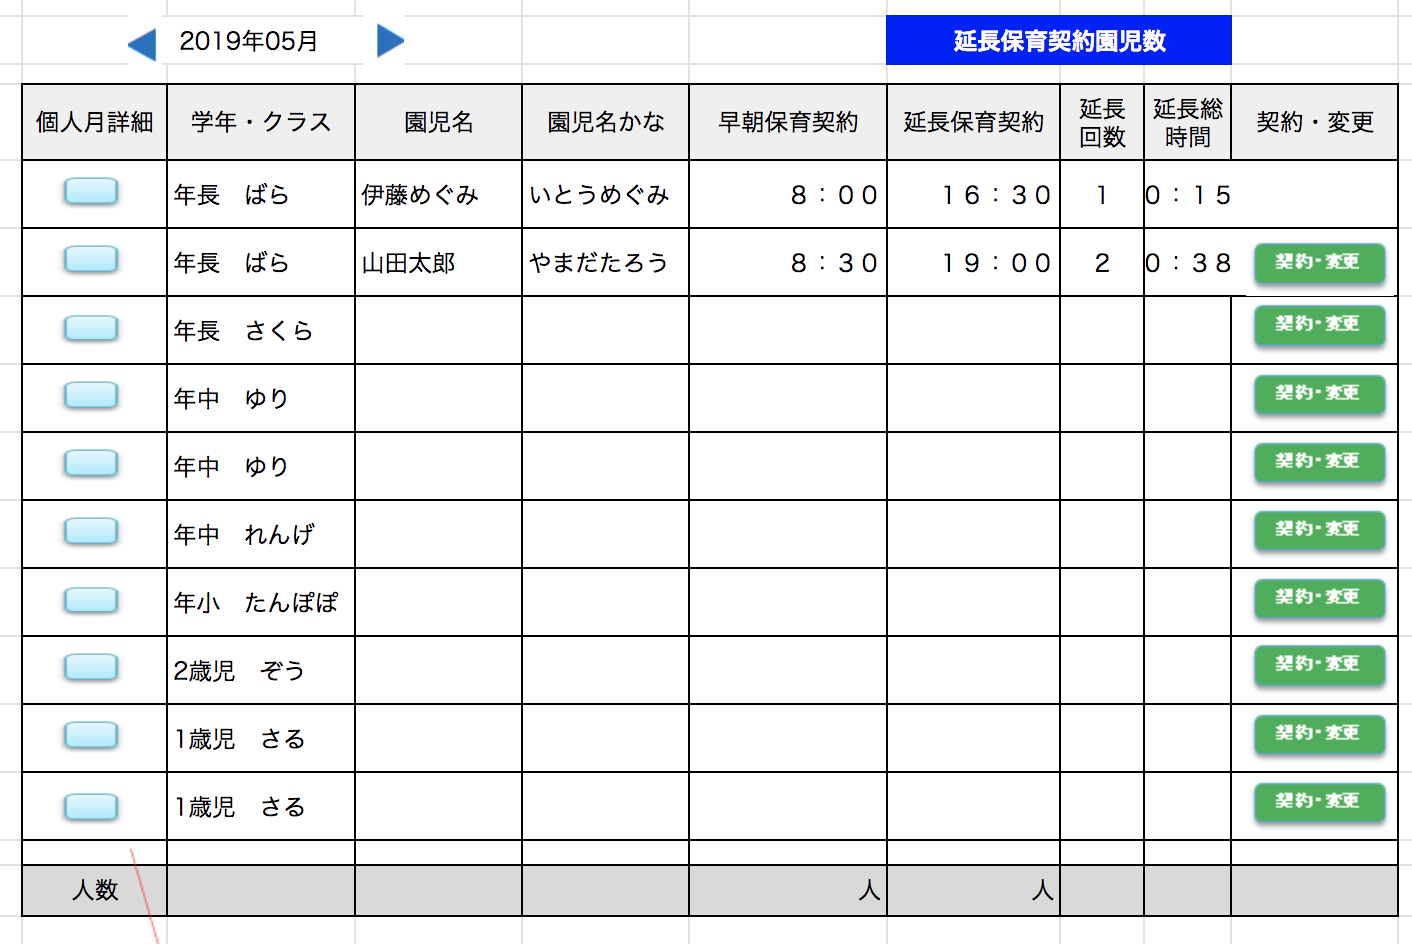 2019年05月
延長保育契約園児数
個人月詳細 学年・クラス 園児名 園児名かな 早朝保育契約 延長保育契約 延長回数 延長総時間 契約・変更
年長　ばら 伊藤めぐみ いとうめぐみ ８：００ １６：３０ １ ０：１５
年長　ばら 山田太郎 やまだたろう ８：３０ １９：００ ２ ０：３８ 契約・変更
年長　さくら 契約・変更
年中　ゆり 契約・変更
年中　ゆり 契約・変更
年中　れんげ 契約・変更
年小　たんぽぽ 契約・変更
2歳児　ぞう 契約・変更
1歳児　さる 契約・変更
1歳児　さる 契約・変更
人数 人 人